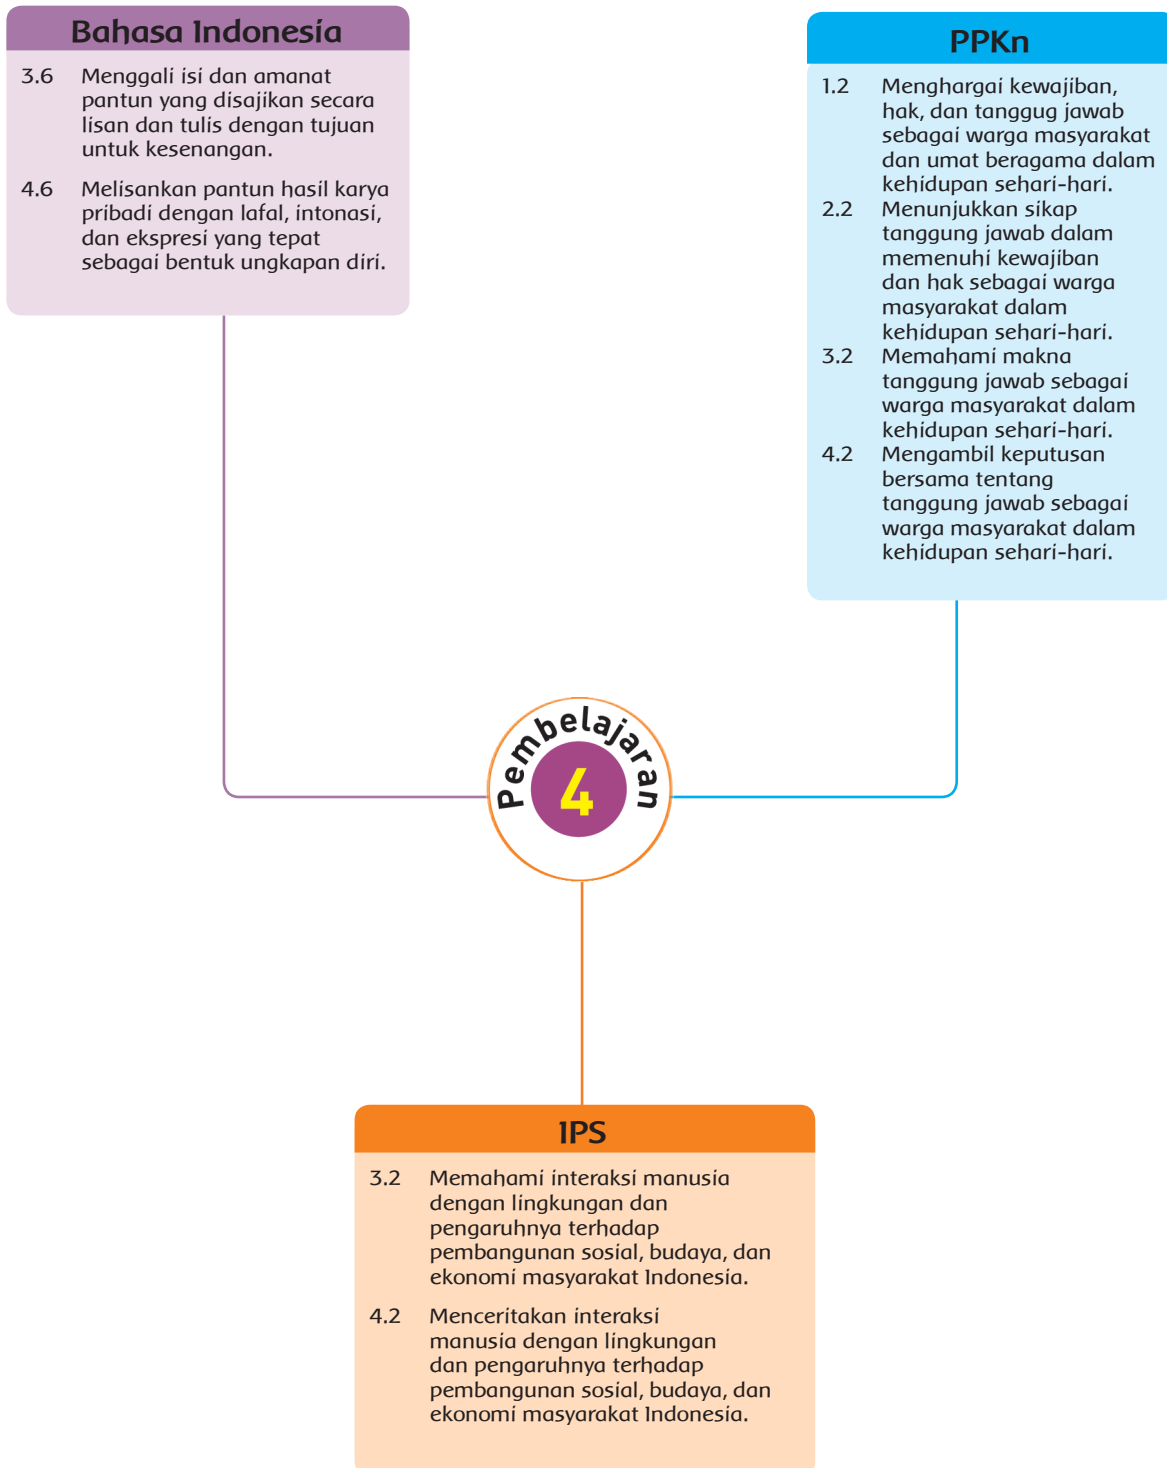 Bahasa Indonesia
3.6 Menggali isi dan amanat
pantun yang disajikan secara
lisan dan tulis dengan tujuan
untuk kesenangan.
4.6 Melisankan pantun hasil karya
pribadi dengan lafal, intonasi,
dan ekspresi yang tepat
sebagai bentuk ungkapan diri.
PPKn
1.2 Menghargai kewajiban,
hak, dan tanggug jawab
sebagai warga masyarakat
dan umat beragama dalam
kehidupan sehari-hari.
2.2 Menunjukkan sikap
tanggung jawab dalam
memenuhi kewajiban
dan hak sebagai warga
masyarakat dalam
kehidupan sehari-hari.
3.2 Memahami makna
tanggung jawab sebagai
warga masyarakat dalam
kehidupan sehari-hari.
4.2 Mengambil keputusan
bersama tentang
tanggung jawab sebagai
warga masyarakat dalam
kehidupan sehari-hari.
Pembelajaran
4
IPS
3.2 Memahami interaksi manusia
dengan lingkungan dan
pengaruhnya terhadap
pembangunan sosial, budaya, dan
ekonomi masyarakat Indonesia.
4.2 Menceritakan interaksi
manusia dengan lingkungan
dan pengaruhnya terhadap
pembangunan sosial, budaya, dan
ekonomi masyarakat Indonesia.